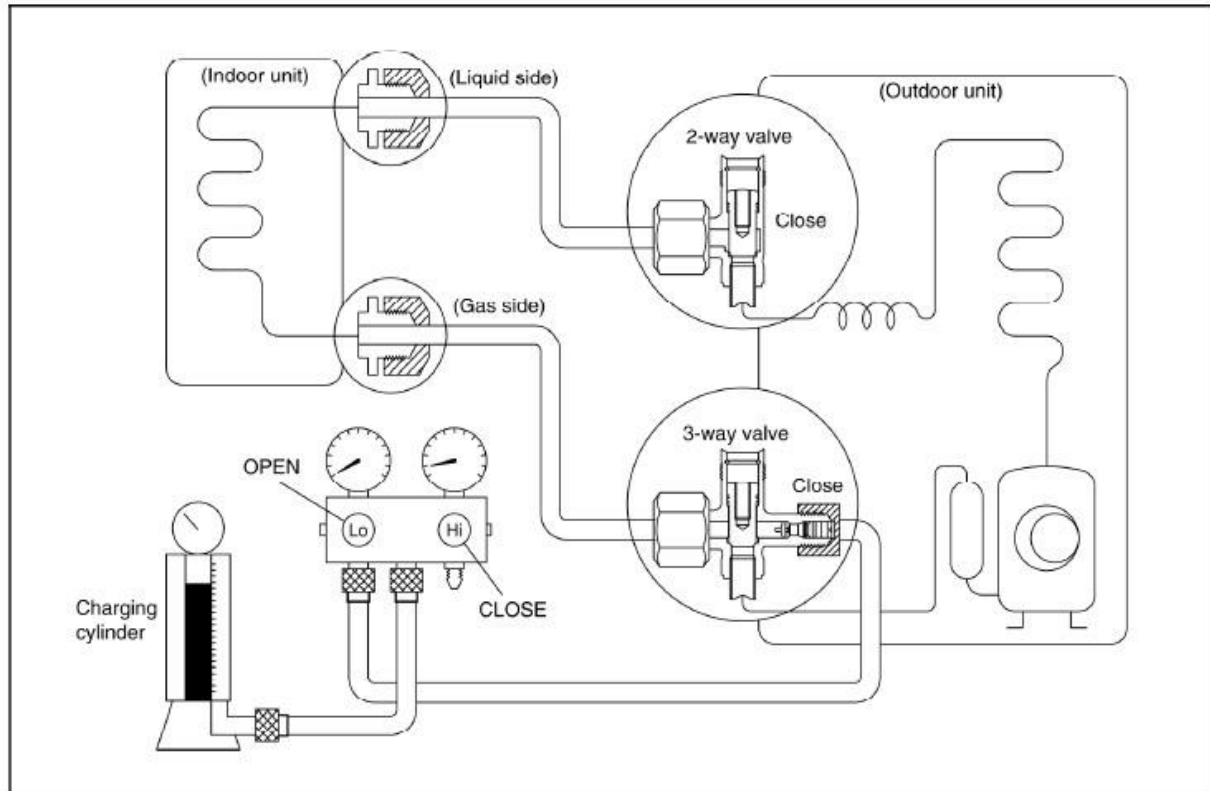 (Indoor unit)
(Liquid side)
(Outdoor unit)
2-way valve
Close
(Gas side)
3-way valve
Close
OPEN
Lo
Hi
CLOSE
Charging
cylinder